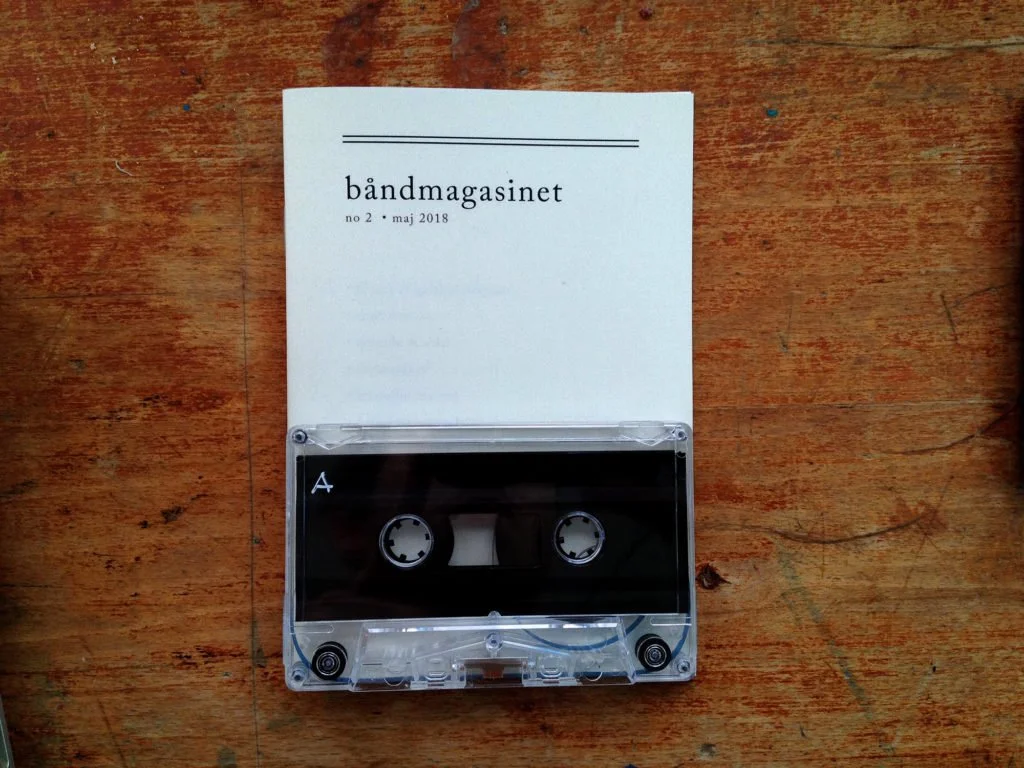 båndmagasinet
no 2 • maj 2018
A